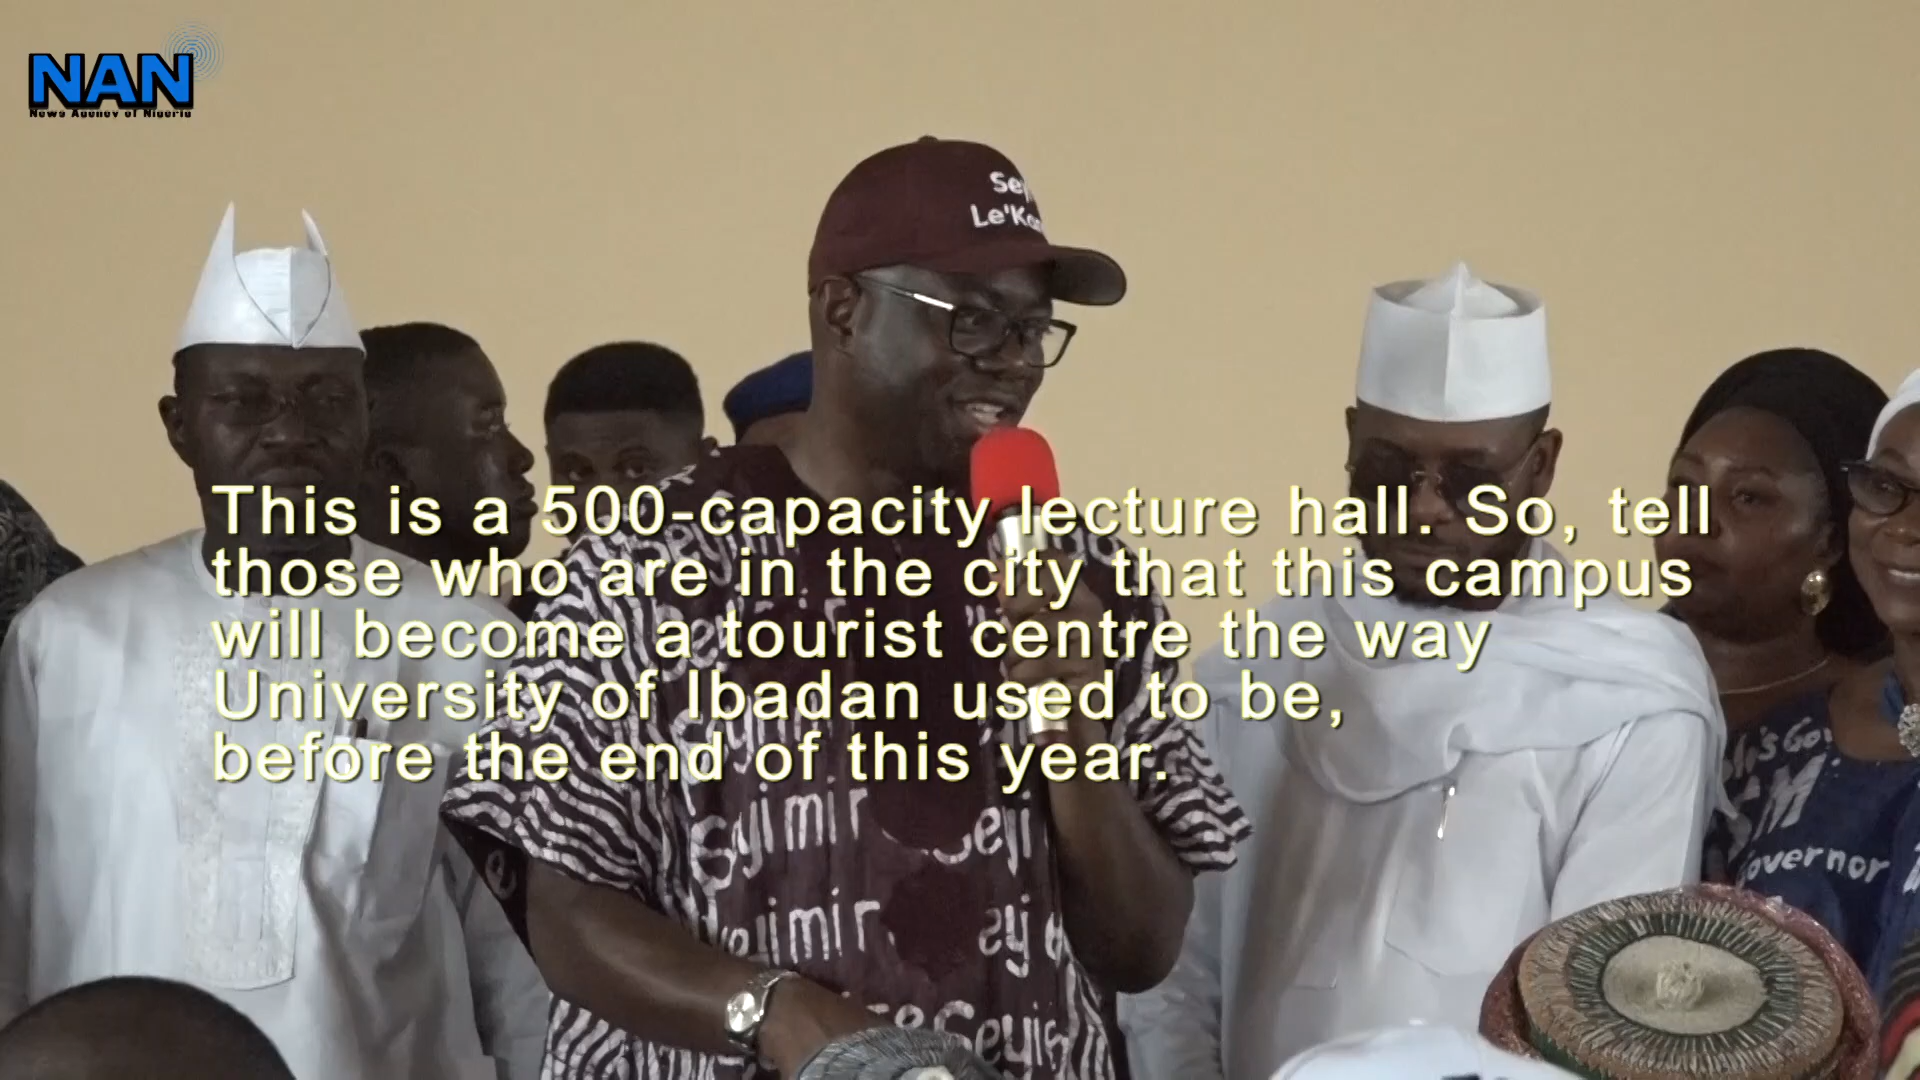 NAN
News Agency of Nigeria
Le'Ko
This is a 500-capacity lecture hall. So, tell
those who are in the city that this campus
will become a tourist centre the way
University of Ibadan used to be,
before the end of this year.
Seyi
overnor